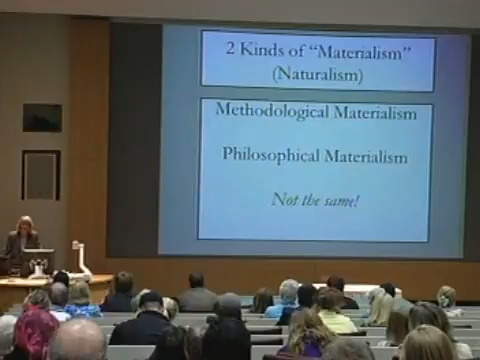 2 Kinds of “Materialism”
(Naturalism)
Methodological Materialism
Philosophical Materialism
Not the same!